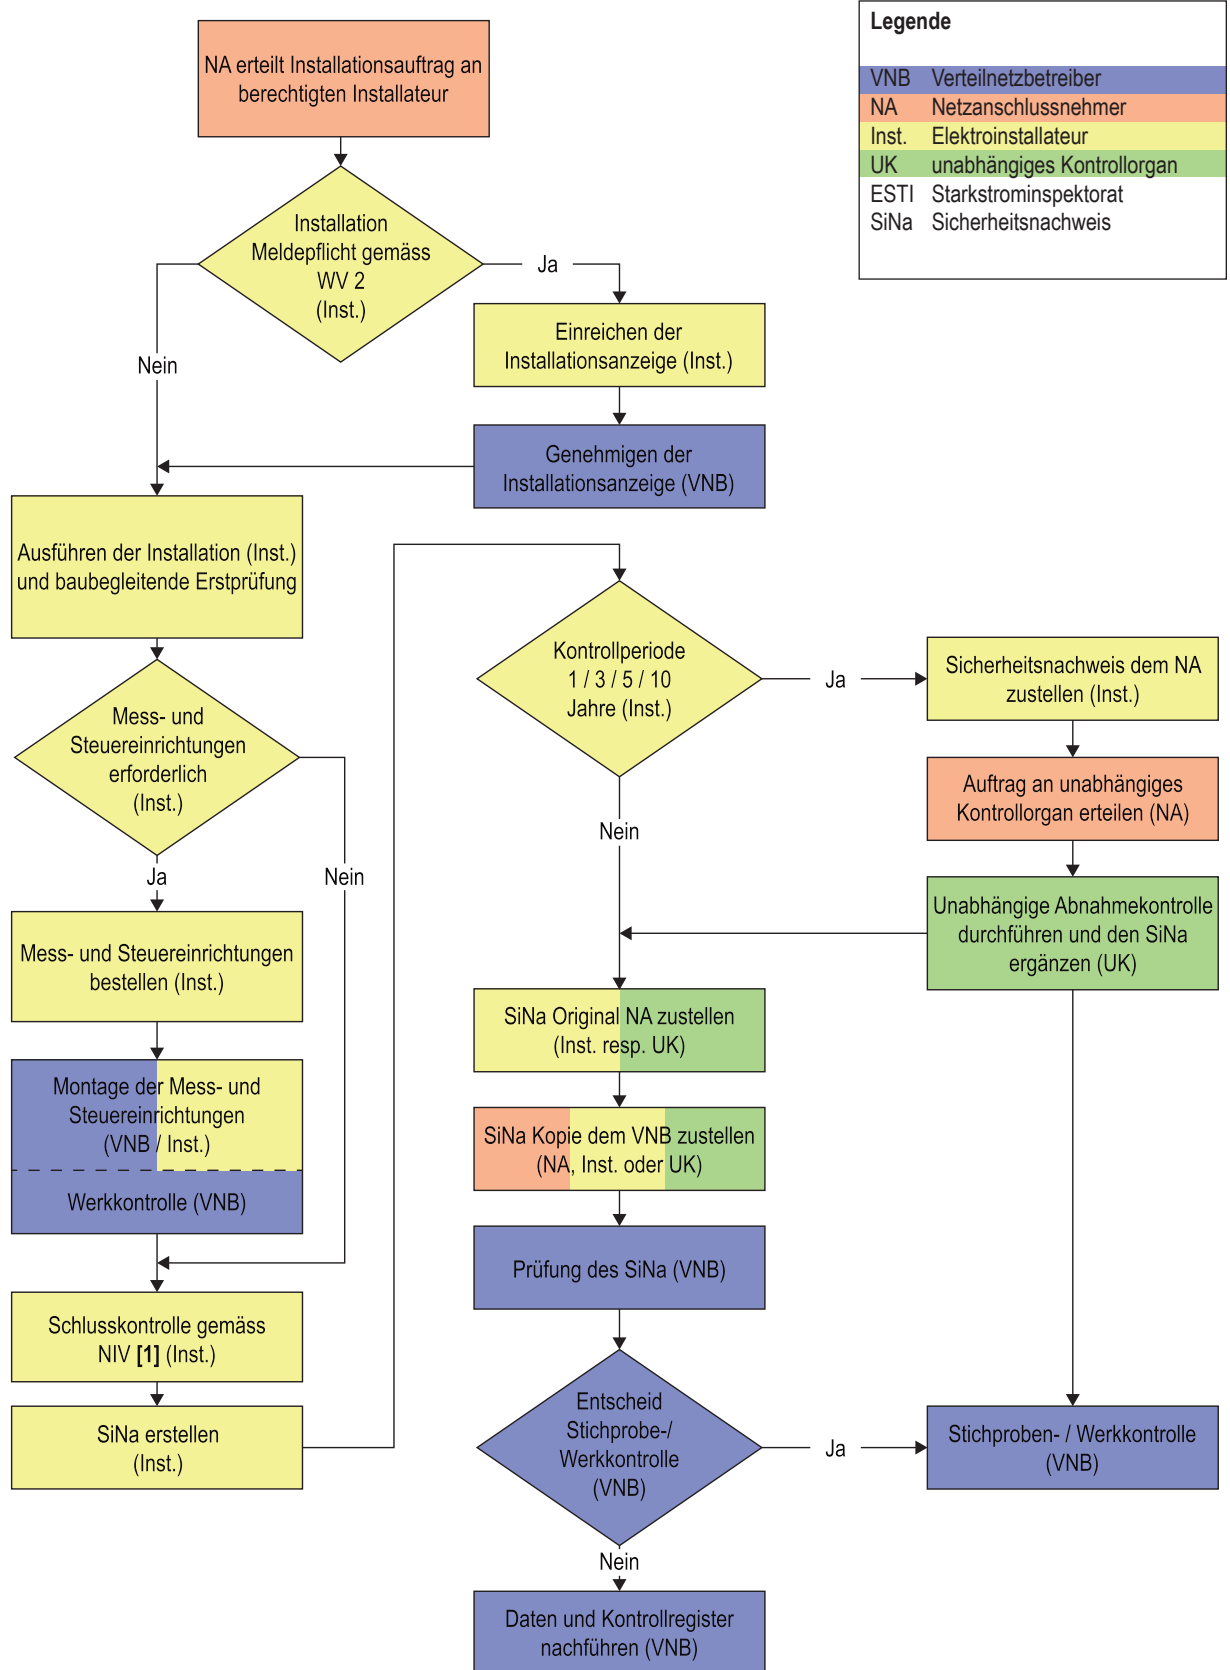 NA erteilt Installationsauftrag an
berechtigten Installateur
Legende
VNB Verteilnetzbetreiber
NA Netzanschlussnehmer
Inst. Elektroinstallateur
UK unabhängiges Kontrollorgan
ESTI Starkstrominspektorat
SiNa Sicherheitsnachweis
Installation
Meldepflicht gemäss
WV 2
(Inst.)
Ja
Nein
Einreichen der
Installationsanzeige (Inst.)
Genehmigen der
Installationsanzeige (VNB)
Ausführen der Installation (Inst.)
und baubegleitende Erstprüfung
Mess- und
Steuereinrichtungen
erforderlich
(Inst.)
Ja
Nein
Mess- und Steuereinrichtungen
bestellen (Inst.)
Montage der Mess- und
Steuereinrichtungen
(VNB / Inst.)
Werkkontrolle (VNB)
Schlusskontrolle gemäss
NIV [1] (Inst.)
SiNa erstellen
(Inst.)
Kontrollperiode
1 / 3 / 5 / 10
Jahre (Inst.)
Ja
Nein
Sicherheitsnachweis dem NA
zustellen (Inst.)
Auftrag an unabhängiges
Kontrollorgan erteilen (NA)
Unabhängige Abnahmekontrolle
durchführen und den SiNa
ergänzen (UK)
SiNa Original NA zustellen
(Inst. resp. UK)
SiNa Kopie dem VNB zustellen
(NA, Inst. oder UK)
Prüfung des SiNa (VNB)
Entscheid
Stichprobe-/
Werkkontrolle
(VNB)
Ja
Stichproben- / Werkkontrolle
(VNB)
Nein
Daten und Kontrollregister
nachführen (VNB)